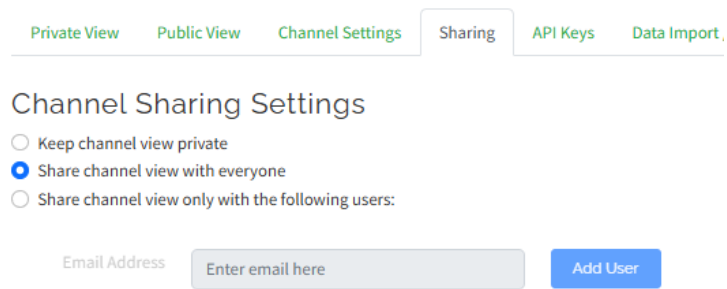 Private View Public View Channel Settings Sharing API Keys Data Import
Channel Sharing Settings
Keep channel view private
Share channel view with everyone
Share channel view only with the following users:
Email Address Enter email here Add User